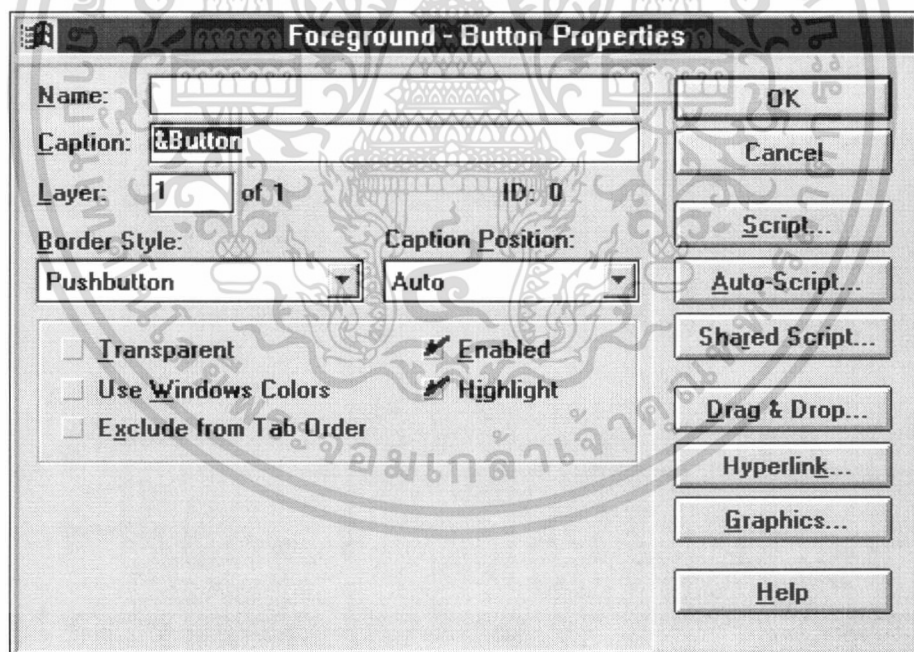 Foreground - Button Properties
Name:
Caption: &Button
Layer: 1 of 1 ID: 0
Border Style: Caption Position:
Pushbutton Auto
Transparent Enabled
Use Windows Colors Highlight
Exclude from Tab Order
OK
Cancel
Script...
Auto-Script...
Shared Script...
Drag & Drop...
Hyperlink...
Graphics...
Help